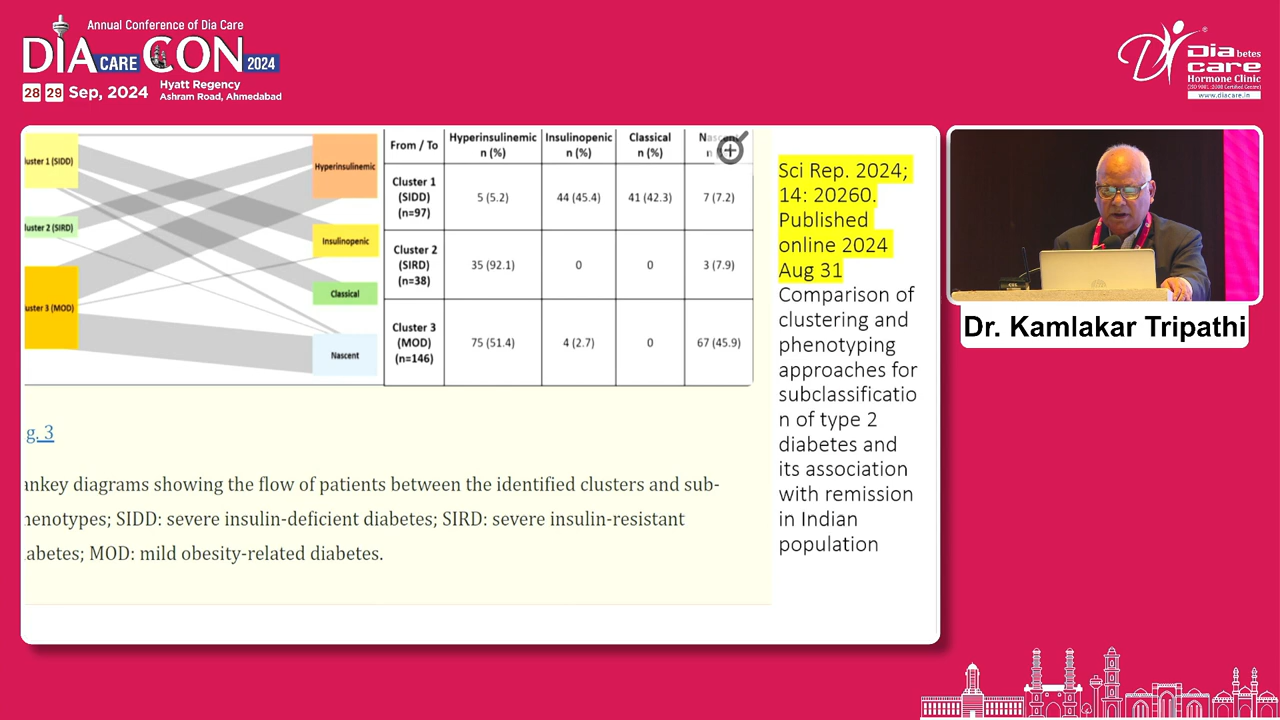 Annual Conference of Dia Care
DIA CARE CON 2024
28 29 Sep, 2024
Hyatt Regency
Ashram Road, Ahmedabad
Dia betes
care
Hormone Clinic
(ISO 9001 : 2008 Certified Centre)
www.diacare.in
(SIDD)
(SIRD)
3 (MOD)
Hyperinsulinemic
Insulinopenic
Classical
Nascent
From / To
Hyperinsulinemic n (%)
Insulinopenic n (%)
Classical n (%)
Cluster 1 (SIDD) (n=97)
5 (5.2)
44 (45.4)
41 (42.3)
7 (7.2)
Cluster 2 (SIRD) (n=38)
35 (92.1)
0
0
3 (7.9)
Cluster 3 (MOD) (n=146)
75 (51.4)
4 (2.7)
0
67 (45.9)
g. 3
ankey diagrams showing the flow of patients between the identified clusters and sub-
henotypes; SIDD: severe insulin-deficient diabetes; SIRD: severe insulin-resistant
abetes; MOD: mild obesity-related diabetes.
Sci Rep. 2024;
14: 20260.
Published
online 2024
Aug 31
Comparison of
clustering and
phenotyping
approaches for
subclassificatio
n of type 2
diabetes and
its association
with remission
in Indian
population
Dr. Kamlakar Tripathi